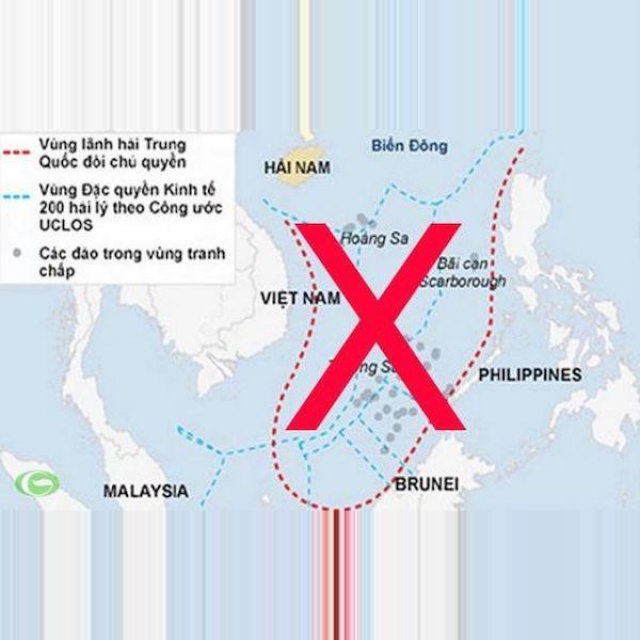 Vùng lãnh hải Trung
Quốc đòi chủ quyền
Vùng Đặc quyền Kinh tế
200 hải lý theo Công ước
UCLOS
Các đảo trong vùng tranh
chấp
Biển Đông
HẢI NAM
Hoàng Sa
Bãi cạn
Scarborough
VIỆT NAM
PHILIPPINES
MALAYSIA
BRUNEI